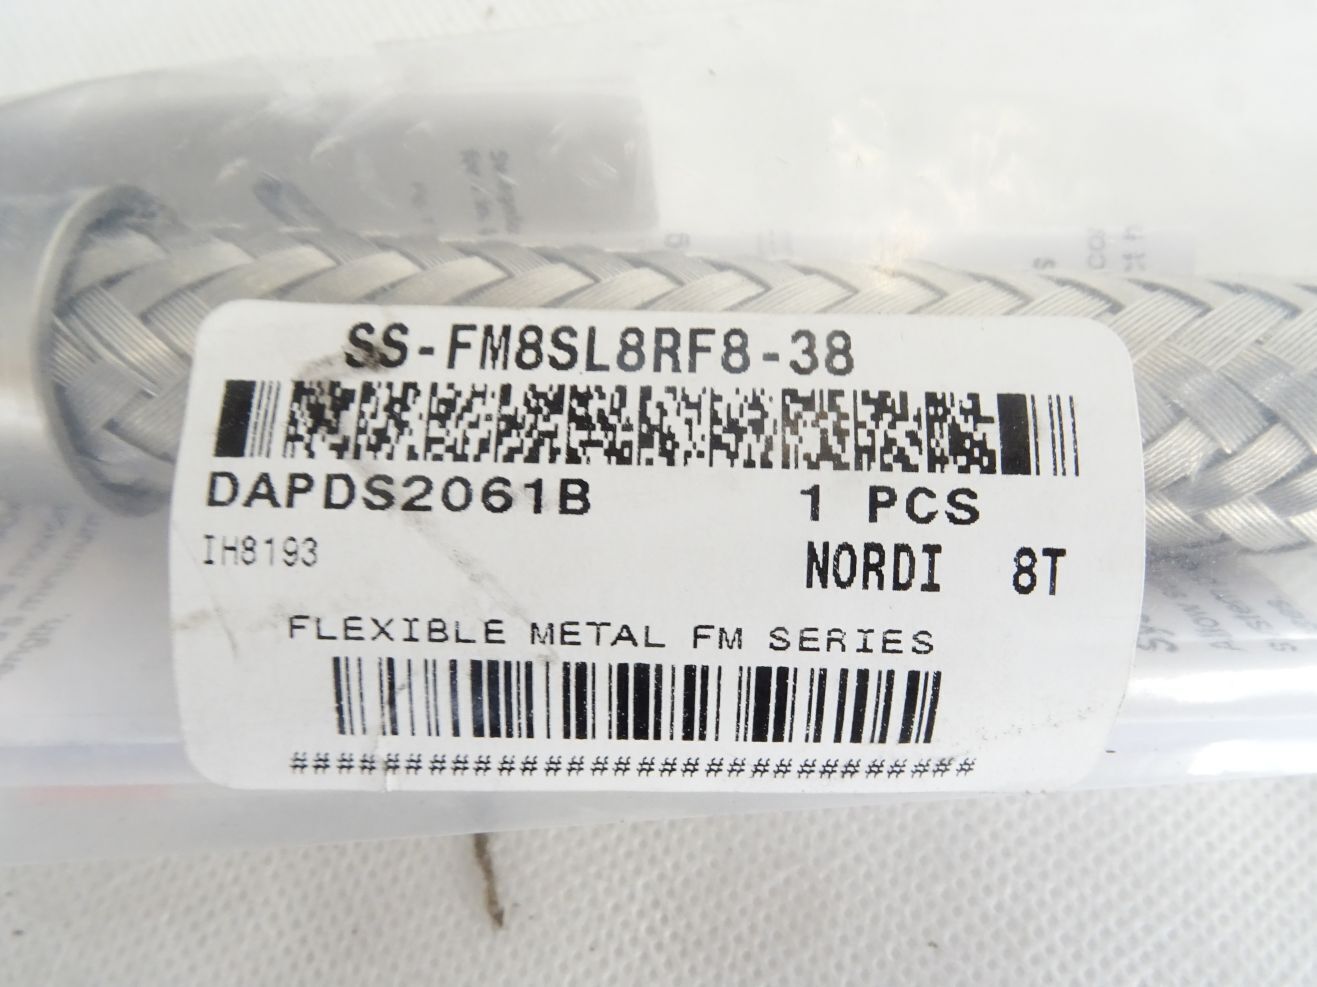 SS-FM8SL8RF8-38
DAPDS2061B 1 PCS
IH8193 NORDI 8T
FLEXIBLE METAL FM SERIES
##############################